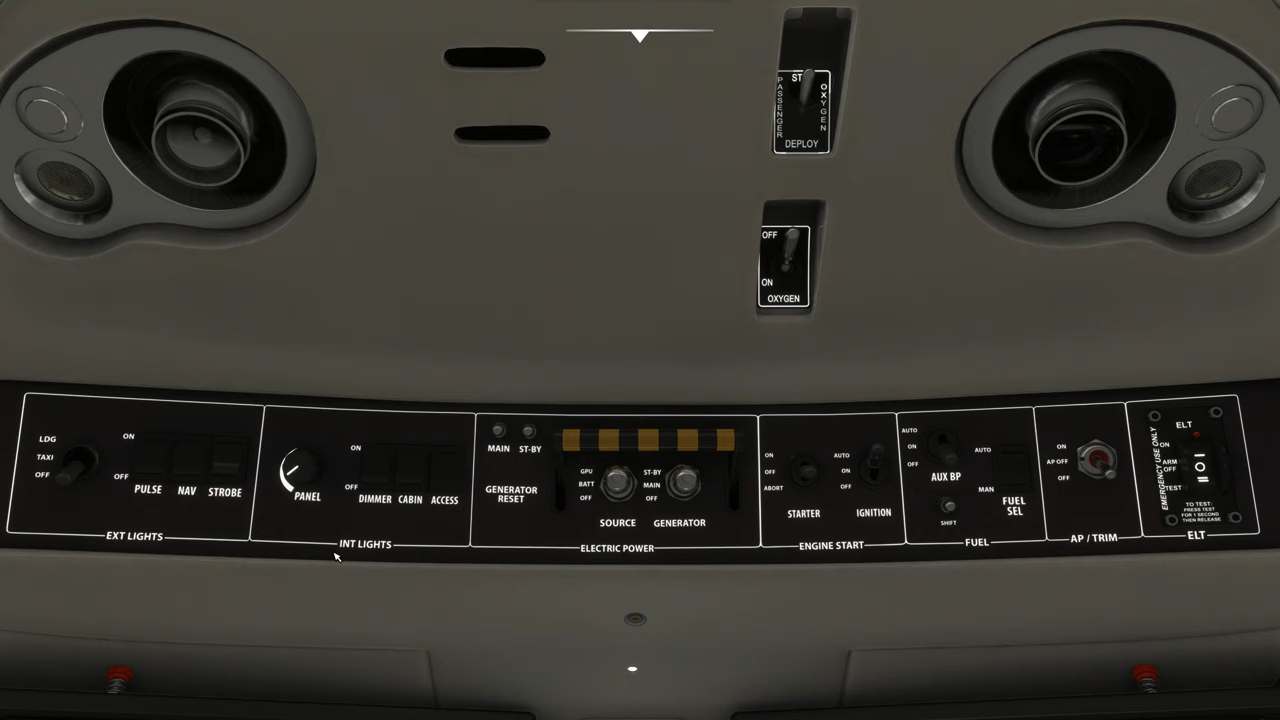 ST
PASSENGER
OXYGEN
DEPLOY
OFF
ON
OXYGEN
LDG
TAXI
OFF
ON
OFF
PULSE
NAV
STROBE
EXT LIGHTS
PANEL
ON
OFF
DIMMER
CABIN
ACCESS
INT LIGHTS
MAIN
ST-BY
GENERATOR
RESET
GPU
BATT
OFF
SOURCE
ST-BY
MAIN
OFF
GENERATOR
ELECTRIC POWER
ON
OFF
ABORT
STARTER
AUTO
ON
OFF
IGNITION
ENGINE START
AUTO
ON
OFF
AUX BP
SHIFT
AUTO
MAN
FUEL
SEL
FUEL
ON
AP OFF
OFF
AP / TRIM
EMERGENCY USE ONLY
ELT
ON
ARM
OFF
TEST
TO TEST:
PRESS TEST
FOR 1 SECOND
THEN RELEASE
ELT